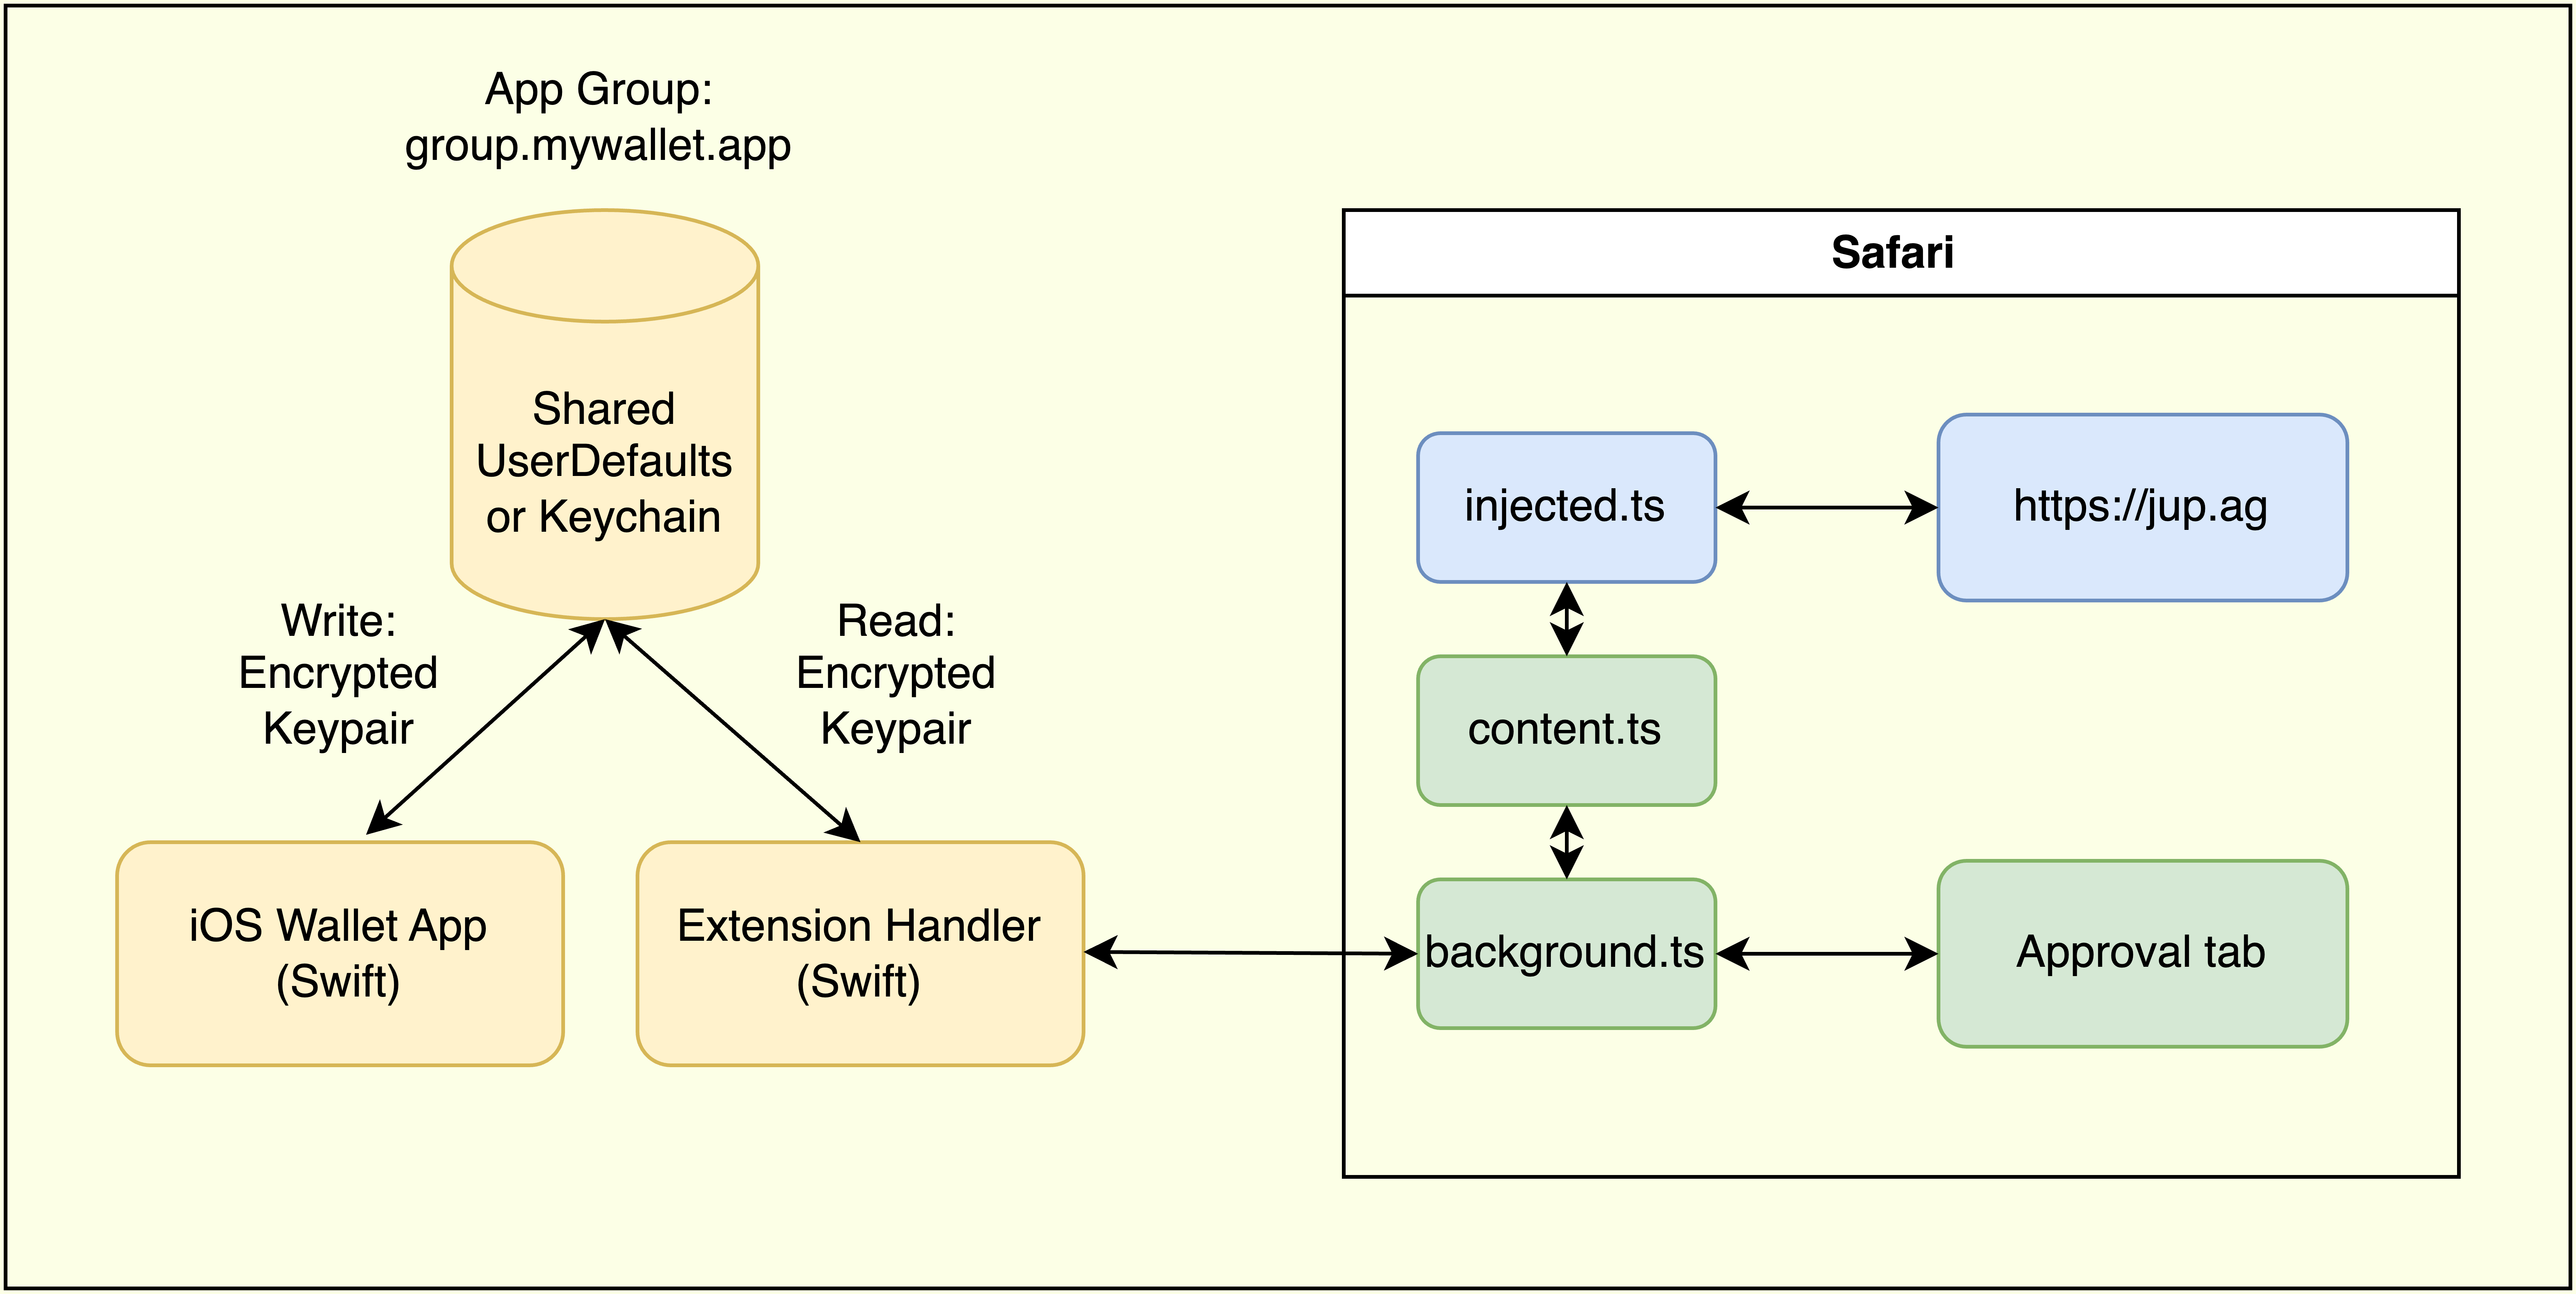 App Group:
group.mywallet.app
Shared
UserDefaults
or Keychain
Write:
Encrypted
Keypair
Read:
Encrypted
Keypair
iOS Wallet App
(Swift)
Extension Handler
(Swift)
Safari
injected.ts
https://jup.ag
content.ts
background.ts
Approval tab